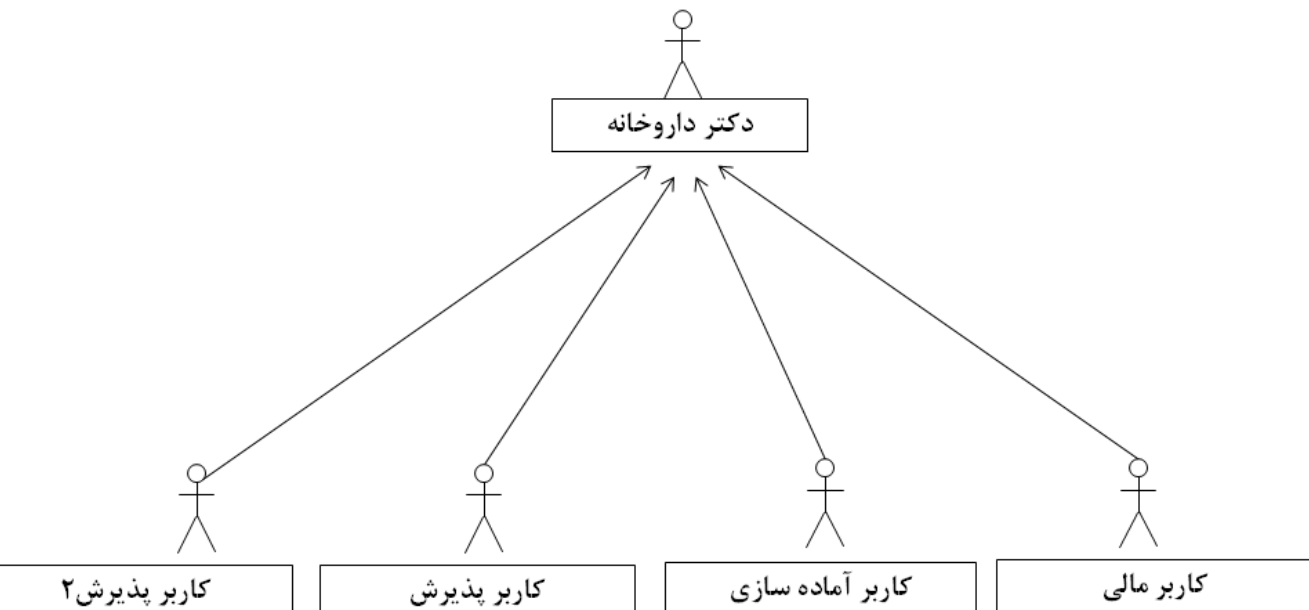 دکتر داروخانه
کاربر مالی
کاربر آماده سازی
کاربر پذیرش
کاربر پذیرش۲